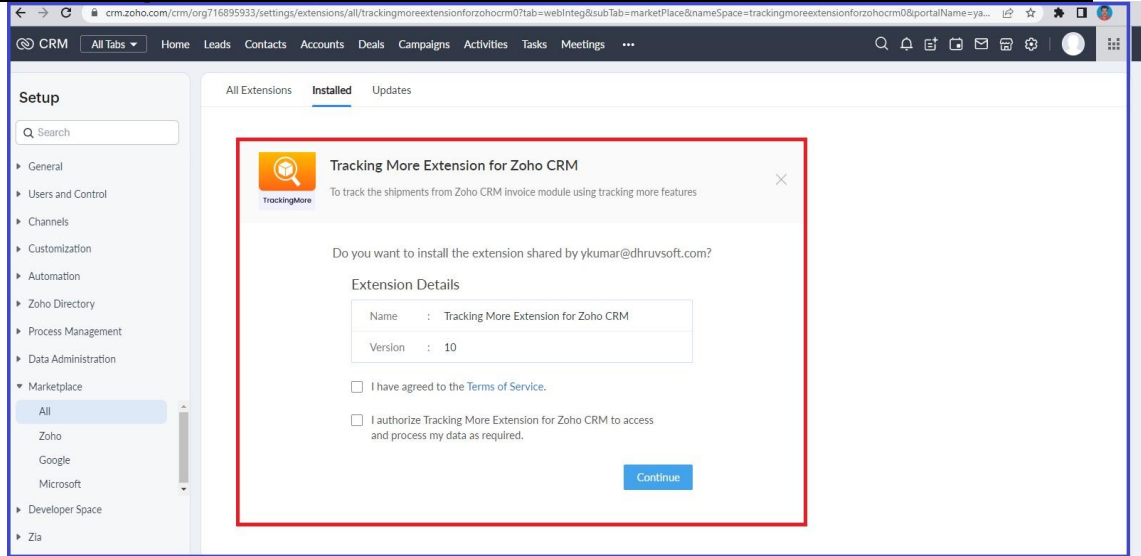 crm.zoho.com/crm/org716895933/settings/extensions/all/trackingmoreextensionforzohocrm0?tab=webInteg&subTab=marketPlace&nameSpace=trackingmoreextensionforzohocrm0&portalName=ya...
CRM All Tabs Home Leads Contacts Accounts Deals Campaigns Activities Tasks Meetings •••
Setup
Search
General
Users and Control
Channels
Customization
Automation
Zoho Directory
Process Management
Data Administration
Marketplace
All
Zoho
Google
Microsoft
Developer Space
Zia
All Extensions Installed Updates
TrackingMore
Tracking More Extension for Zoho CRM
To track the shipments from Zoho CRM invoice module using tracking more features
Do you want to install the extension shared by ykumar@dhruvsoft.com?
Extension Details
Name : Tracking More Extension for Zoho CRM
Version : 10
I have agreed to the Terms of Service.
I authorize Tracking More Extension for Zoho CRM to access
and process my data as required.
Continue